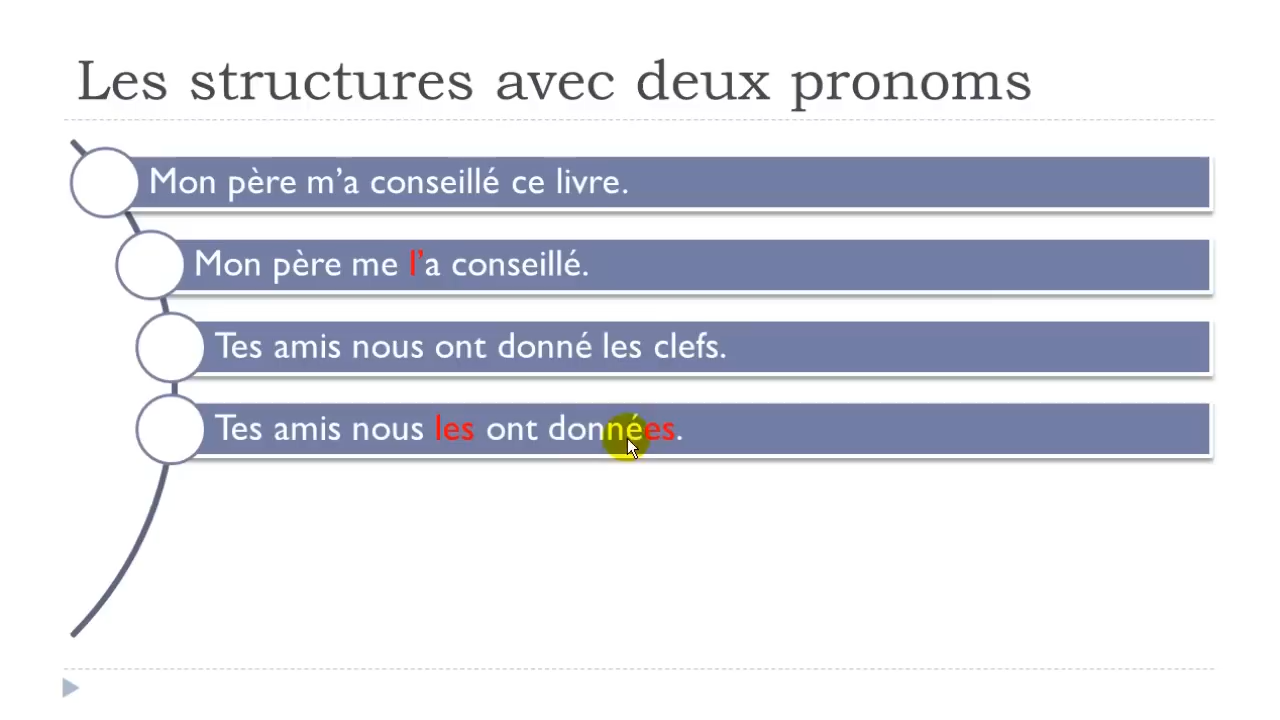 Les structures avec deux pronoms
Mon père m’a conseillé ce livre.
Mon père me l’a conseillé.
Tes amis nous ont donné les clefs.
Tes amis nous les ont données.